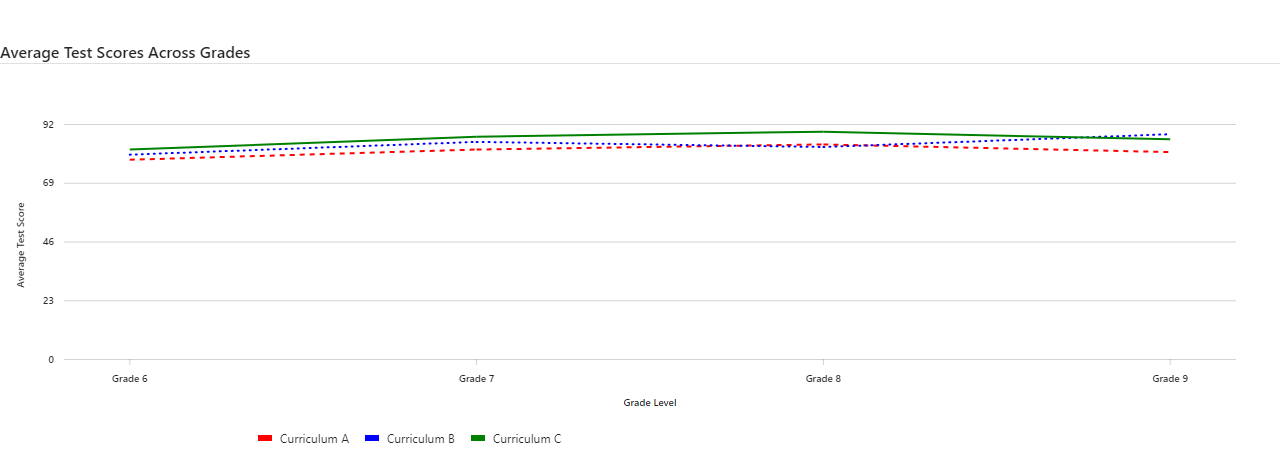 Average Test Scores Across Grades
92
69
46
23
0
Average Test Score
Grade 6 Grade 7 Grade 8 Grade 9
Grade Level
Curriculum A Curriculum B Curriculum C